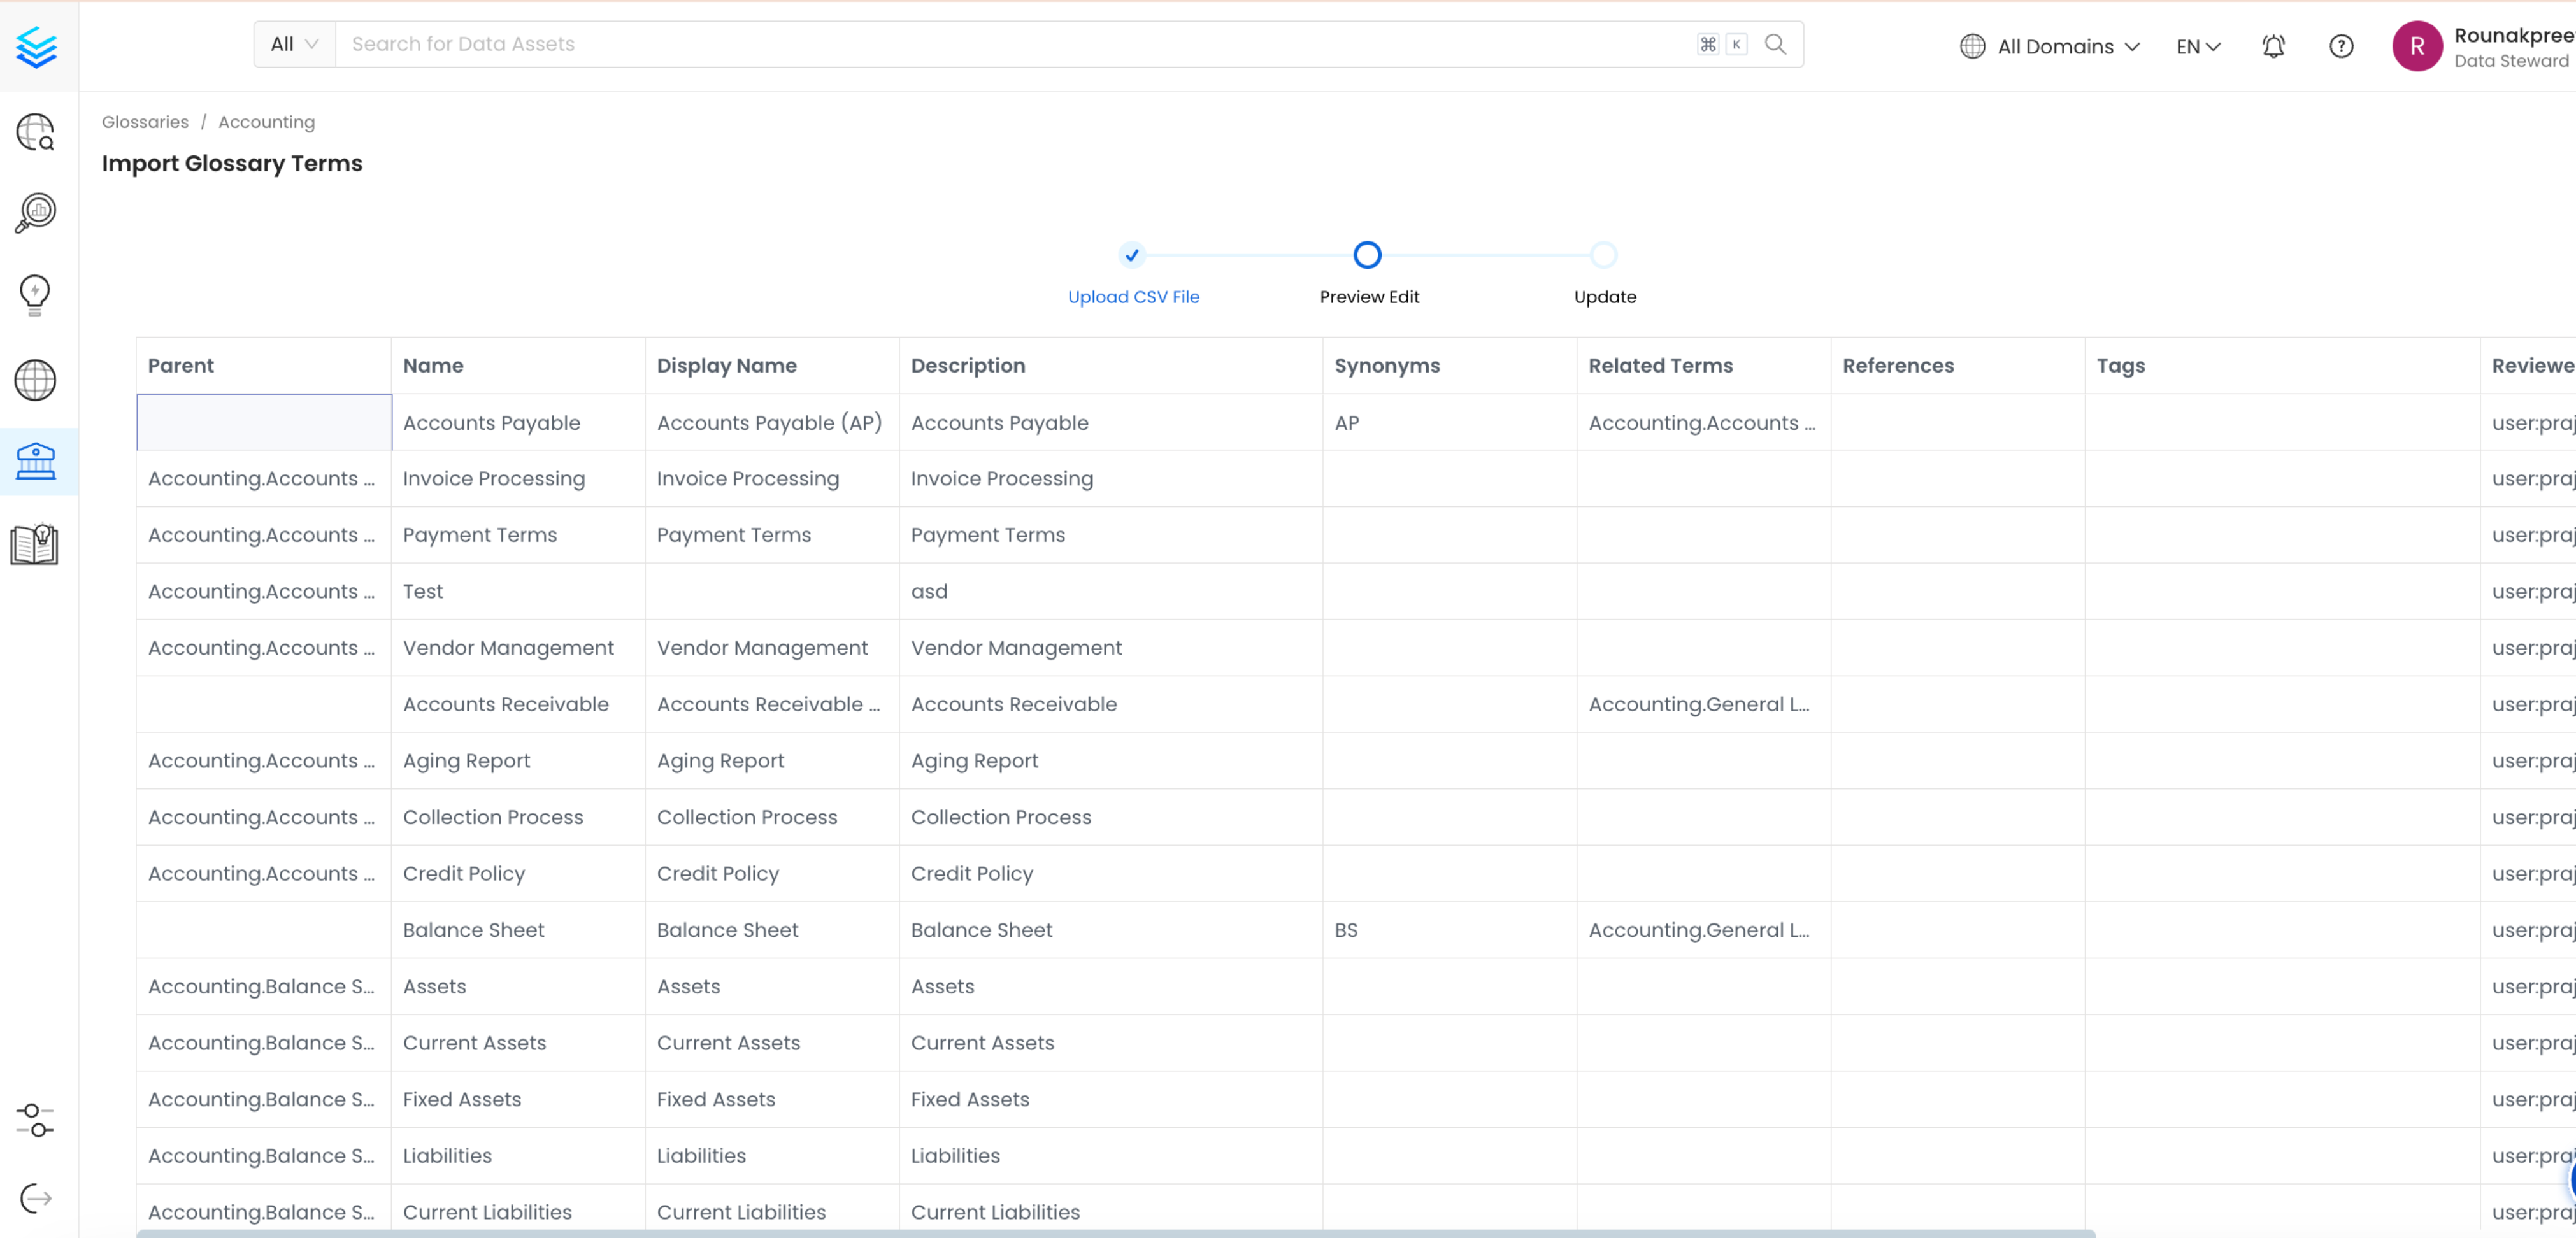 All Search for Data Assets ⌘ K All Domains EN R Rounakpree
Data Steward
Glossaries / Accounting
Import Glossary Terms
Upload CSV File Preview Edit Update
Parent Name Display Name Description Synonyms Related Terms References Tags Reviewe
Accounts Payable Accounts Payable (AP) Accounts Payable AP Accounting.Accounts ... user:praj
Accounting.Accounts ... Invoice Processing Invoice Processing Invoice Processing user:praj
Accounting.Accounts ... Payment Terms Payment Terms Payment Terms user:praj
Accounting.Accounts ... Test asd user:praj
Accounting.Accounts ... Vendor Management Vendor Management Vendor Management user:praj
Accounts Receivable Accounts Receivable ... Accounts Receivable Accounting.General L... user:praj
Accounting.Accounts ... Aging Report Aging Report Aging Report user:praj
Accounting.Accounts ... Collection Process Collection Process Collection Process user:praj
Accounting.Accounts ... Credit Policy Credit Policy Credit Policy user:praj
Balance Sheet Balance Sheet Balance Sheet BS Accounting.General L... user:praj
Accounting.Balance S... Assets Assets Assets user:praj
Accounting.Balance S... Current Assets Current Assets Current Assets user:praj
Accounting.Balance S... Fixed Assets Fixed Assets Fixed Assets user:praj
Accounting.Balance S... Liabilities Liabilities Liabilities user:praj
Accounting.Balance S... Current Liabilities Current Liabilities Current Liabilities user:praj